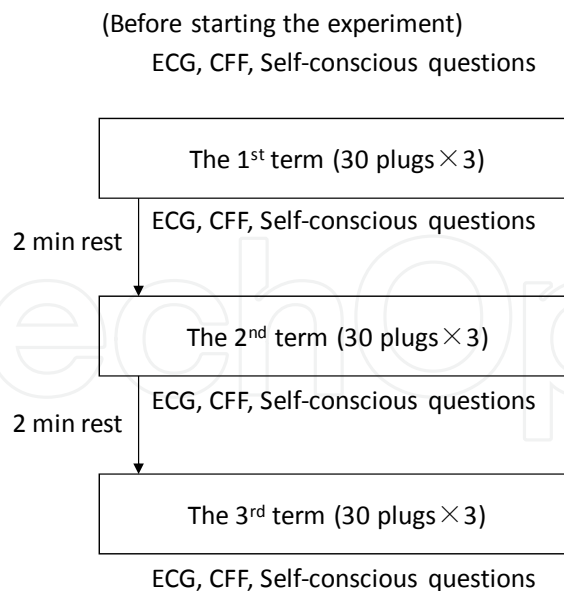 (Before starting the experiment)
ECG, CFF, Self-conscious questions
The 1st term (30 plugs×3)
ECG, CFF, Self-conscious questions
2 min rest
The 2nd term (30 plugs×3)
ECG, CFF, Self-conscious questions
2 min rest
The 3rd term (30 plugs×3)
ECG, CFF, Self-conscious questions